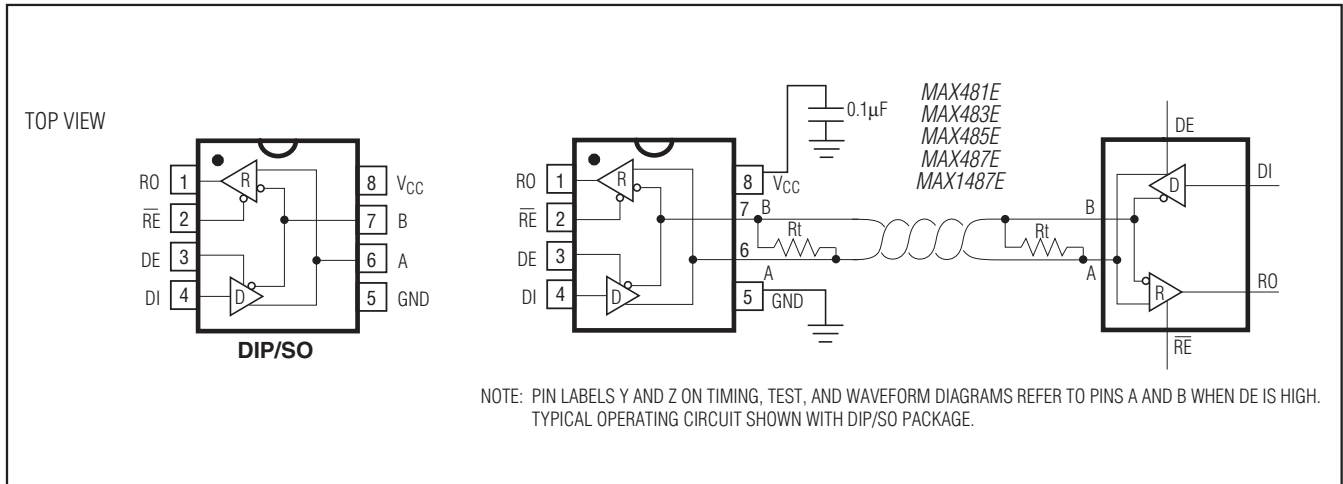 TOP VIEW
RO 1
RE 2
DE 3
DI 4
R
D
8 VCC
7 B
6 A
5 GND
DIP/SO
RO 1
RE 2
DE 3
DI 4
R
D
8 VCC
7 B
6
A
5 GND
0.1μF
Rt
MAX481E
MAX483E
MAX485E
MAX487E
MAX1487E
Rt
B
A
DE
D
DI
R
RO
RE
NOTE: PIN LABELS Y AND Z ON TIMING, TEST, AND WAVEFORM DIAGRAMS REFER TO PINS A AND B WHEN DE IS HIGH.
TYPICAL OPERATING CIRCUIT SHOWN WITH DIP/SO PACKAGE.